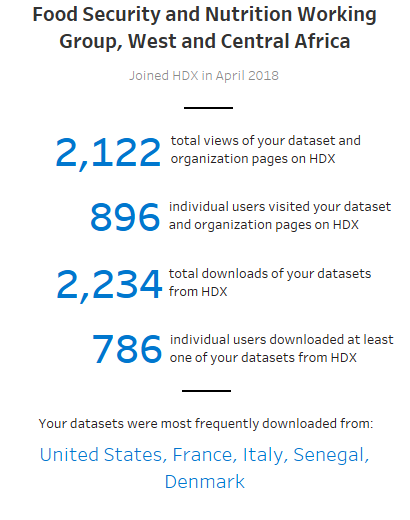 Food Security and Nutrition Working
Group, West and Central Africa
Joined HDX in April 2018
2,122 total views of your dataset and
organization pages on HDX
896 individual users visited your dataset
and organization pages on HDX
2,234 total downloads of your datasets
from HDX
786 individual users downloaded at least
one of your datasets from HDX
Your datasets were most frequently downloaded from:
United States, France, Italy, Senegal,
Denmark